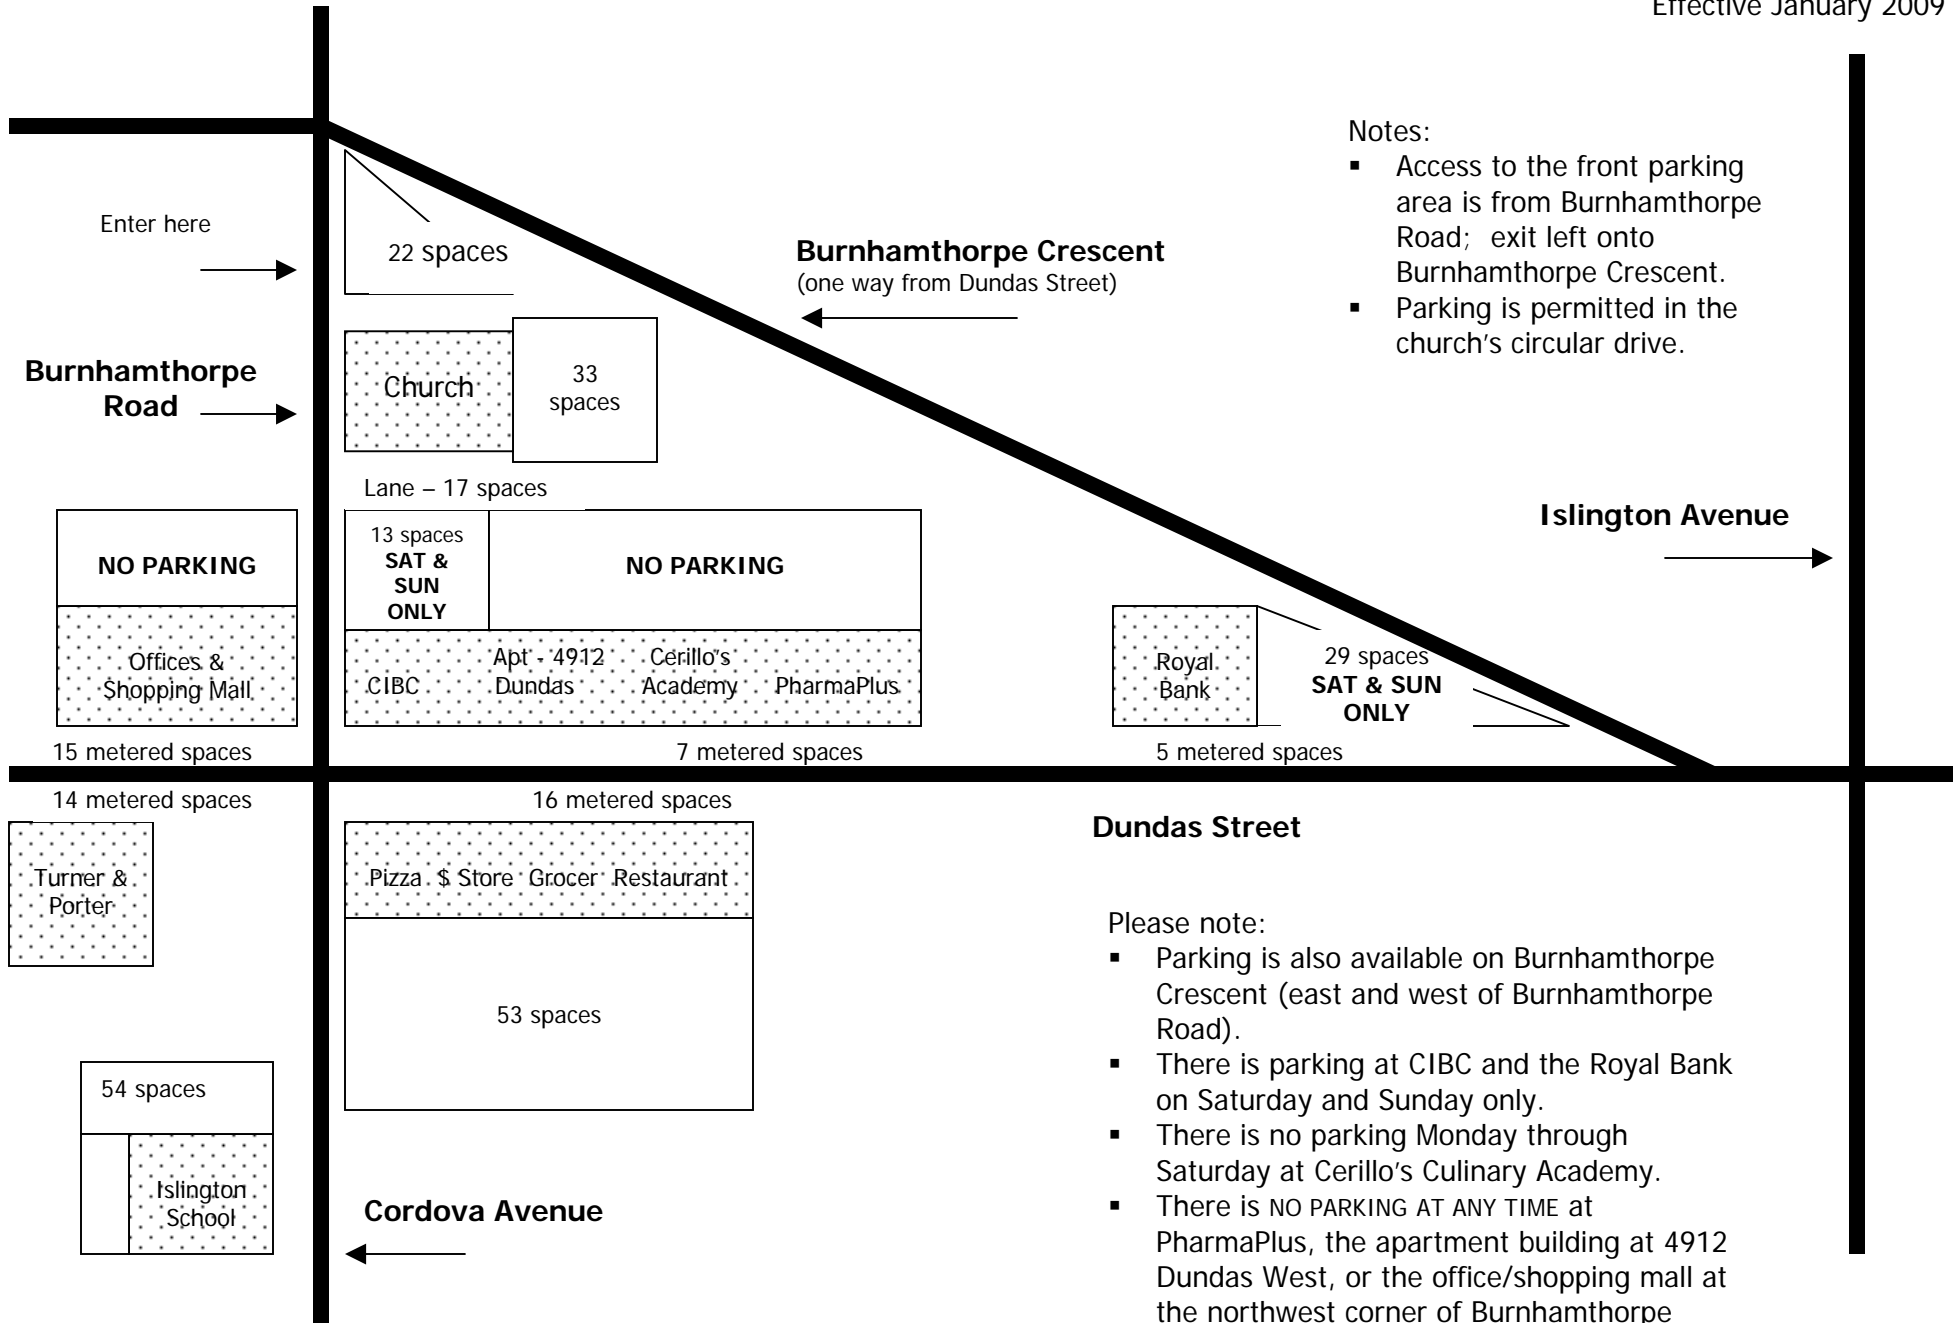 Effective January 2009
Notes:
▪ Access to the front parking
area is from Burnhamthorpe
Road;  exit left onto
Burnhamthorpe Crescent.
▪ Parking is permitted in the
church's circular drive.
Enter here
22 spaces
Burnhamthorpe Crescent
(one way from Dundas Street)
Burnhamthorpe
Road
Church
33
spaces
Lane – 17 spaces
Islington Avenue
NO PARKING
13 spaces
SAT &
SUN
ONLY
NO PARKING
Offices &
Shopping Mall
CIBC
Apt - 4912
Dundas
Cerillo's
Academy
PharmaPlus
Royal
Bank
29 spaces
SAT & SUN
ONLY
15 metered spaces
7 metered spaces
5 metered spaces
14 metered spaces
16 metered spaces
Dundas Street
Turner &
Porter
Pizza  $ Store  Grocer  Restaurant
53 spaces
54 spaces
Islington
School
Cordova Avenue
Please note:
▪ Parking is also available on Burnhamthorpe
Crescent (east and west of Burnhamthorpe
Road).
▪ There is parking at CIBC and the Royal Bank
on Saturday and Sunday only.
▪ There is no parking Monday through
Saturday at Cerillo's Culinary Academy.
▪ There is NO PARKING AT ANY TIME at
PharmaPlus, the apartment building at 4912
Dundas West, or the office/shopping mall at
the northwest corner of Burnhamthorpe